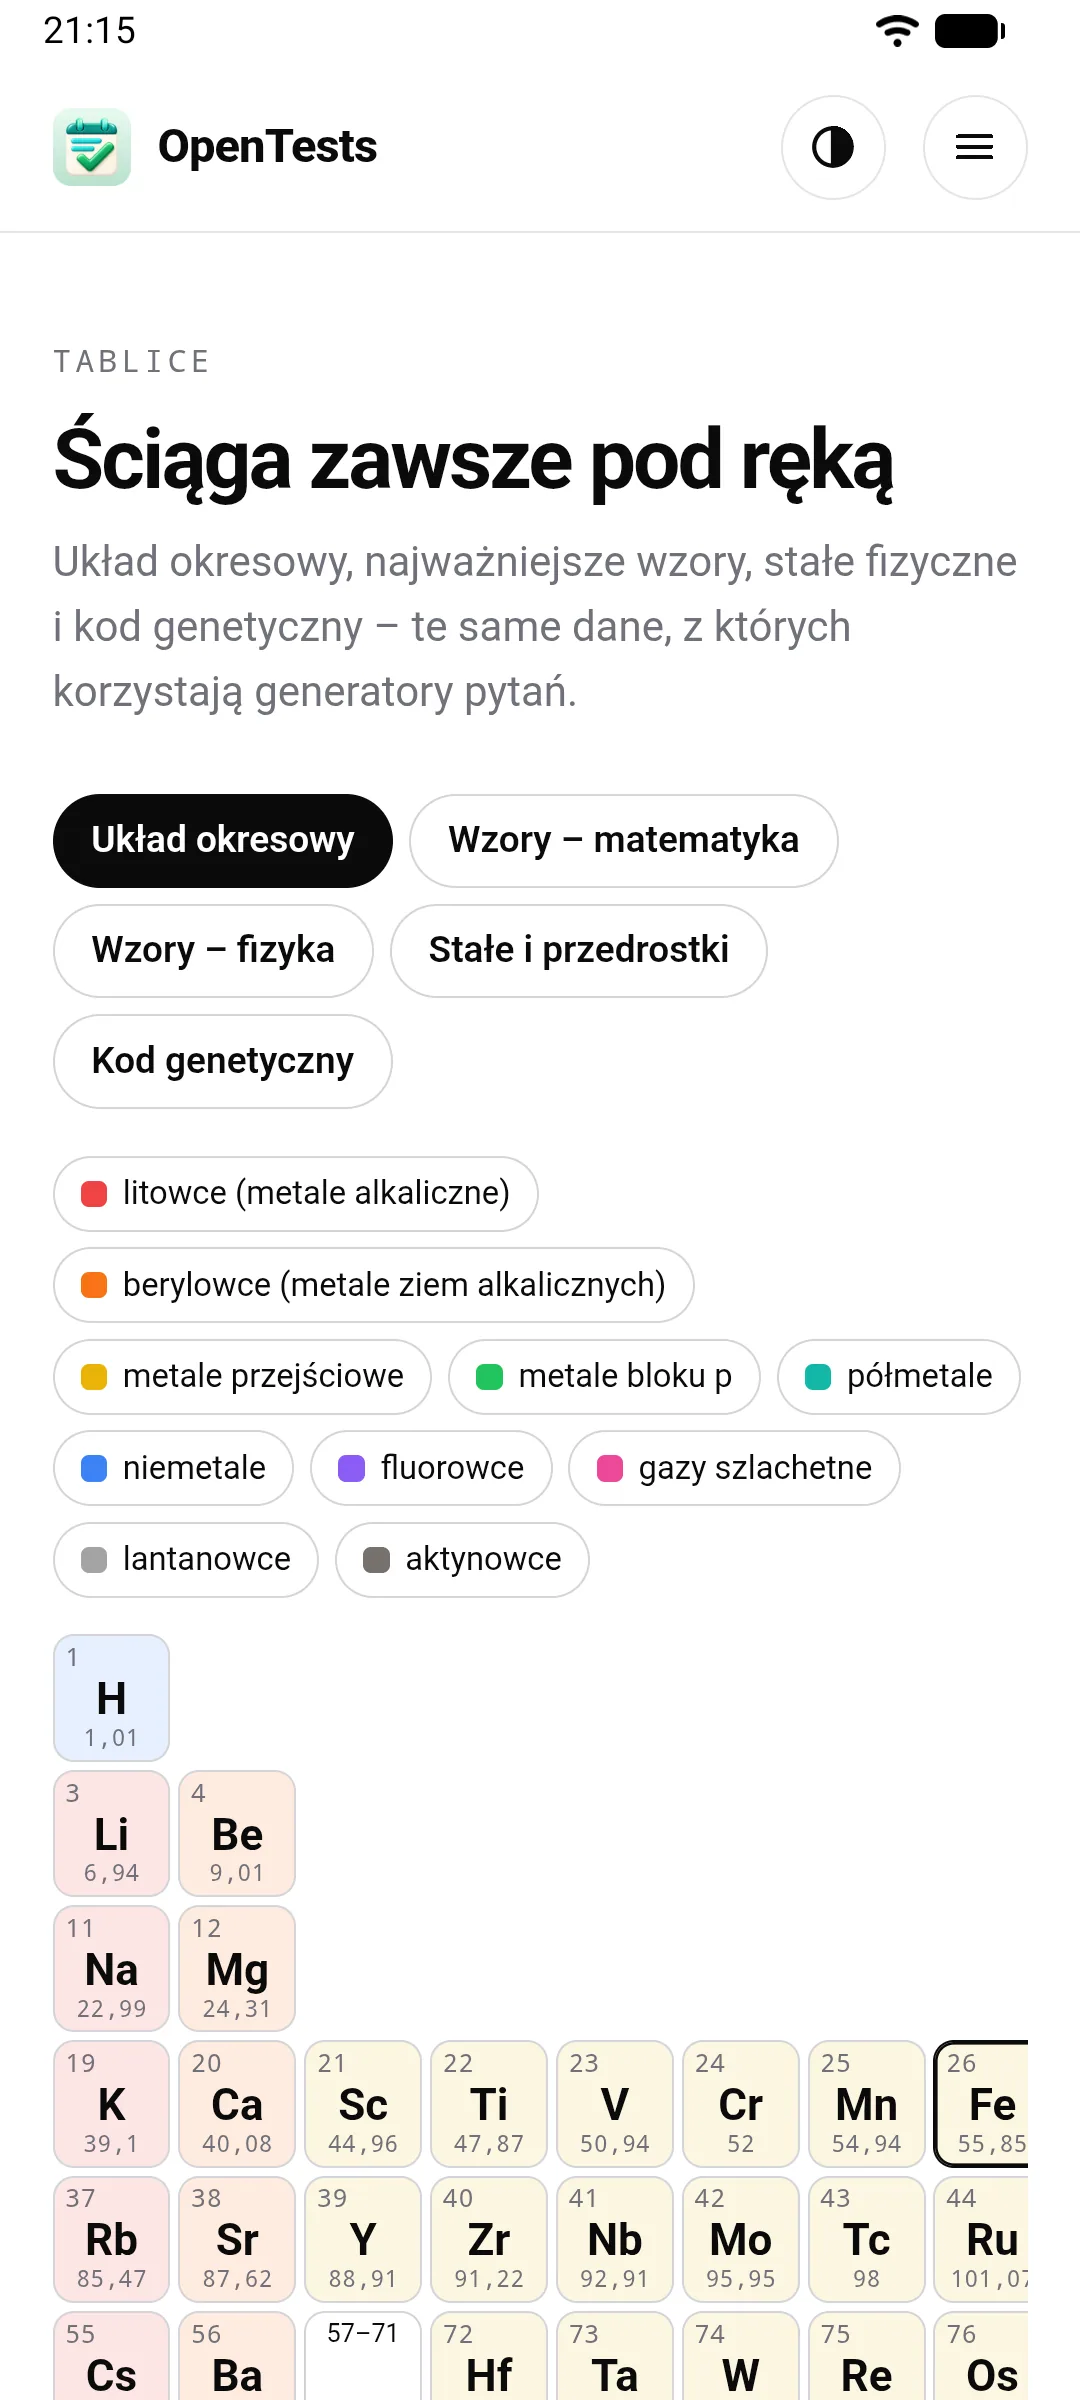 21:15
OpenTests
TABLICE
Ściąga zawsze pod ręką
Układ okresowy, najważniejsze wzory, stałe fizyczne
i kod genetyczny – te same dane, z których
korzystają generatory pytań.
Układ okresowy Wzory – matematyka
Wzory – fizyka Stałe i przedrostki
Kod genetyczny
litowce (metale alkaliczne)
berylowce (metale ziem alkalicznych)
metale przejściowe metale bloku p półmetale
niemetale fluorowce gazy szlachetne
lantanowce aktynowce
1
H
1,01
3 4
Li Be
6,94 9,01
11 12
Na Mg
22,99 24,31
19 20 21 22 23 24 25 26
K Ca Sc Ti V Cr Mn Fe
39,1 40,08 44,96 47,87 50,94 52 54,94 55,85
37 38 39 40 41 42 43 44
Rb Sr Y Zr Nb Mo Tc Ru
85,47 87,62 88,91 91,22 92,91 95,95 98 101,07
55 56 57–71 72 73 74 75 76
Cs Ba Hf Ta W Re Os